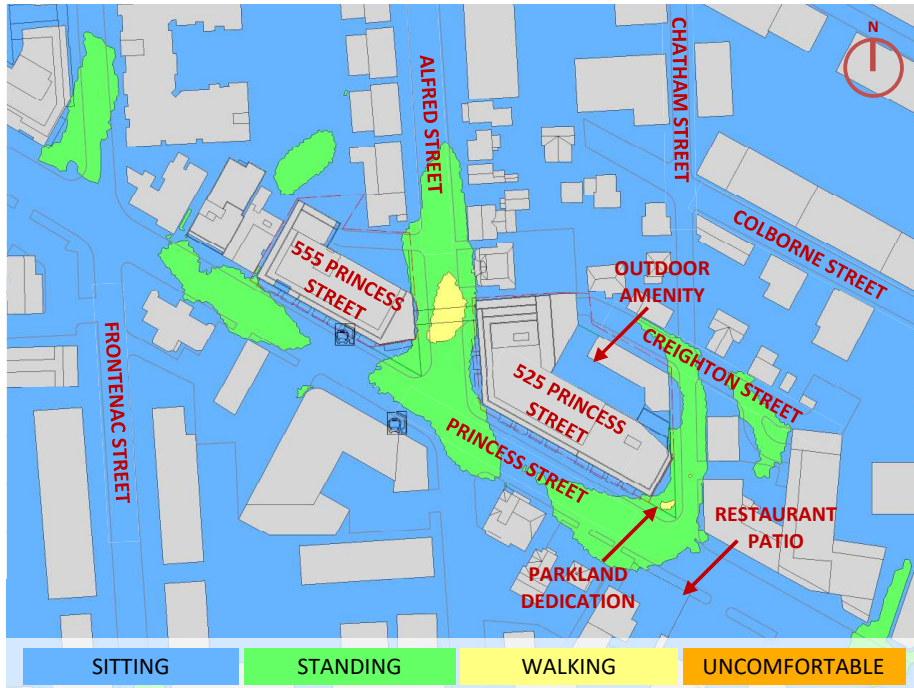 N
ALFRED STREET
CHATHAM STREET
COLBORNE STREET
555 PRINCESS
STREET
OUTDOOR
AMENITY
FRONTENAC STREET
CREIGHTON STREET
525 PRINCESS
STREET
PRINCESS STREET
RESTAURANT
PATIO
PARKLAND
DEDICATION
SITTING
STANDING
WALKING
UNCOMFORTABLE